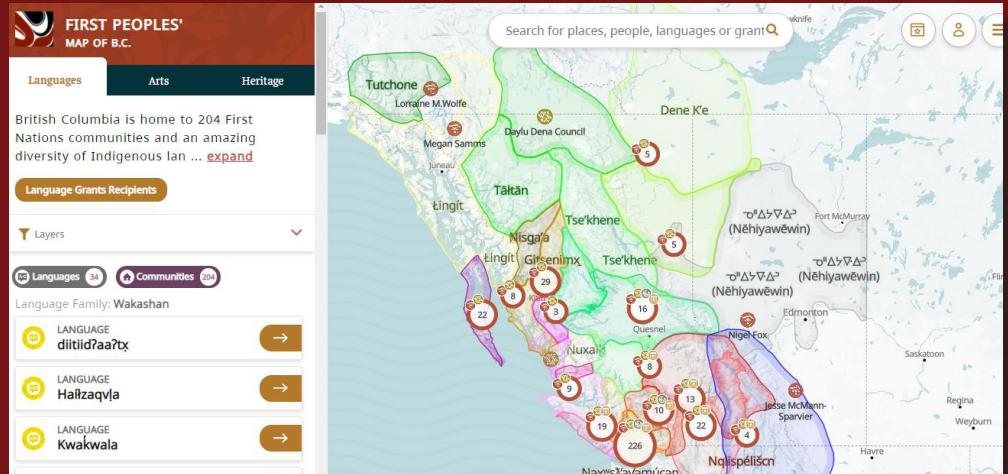 FIRST PEOPLES'
MAP OF B.C.
Languages
Arts
Heritage
British Columbia is home to 204 First
Nations communities and an amazing
diversity of Indigenous lan ... expand
Language Grants Recipients
Layers
Languages 34
Communities 204
Language Family: Wakashan
LANGUAGE
diitiidʔaaʔtx̣
LANGUAGE
Haíɫzaqvḷa
LANGUAGE
Kwak̓wala
Search for places, people, languages or grant
Tutchone
Lorraine M.Wolfe
Megan Samms
Juneau
Daylu Dena Council
Dene K'e
5
Tāłtān
Łingít
Tse'khene
Nisga'a
Łingít
Gitsenimx̱
Tse'khene
5
29
8
3
22
16
Quesnel
Nuxalk
8
9
13
10
19
22
226
4
ᓀᐦᐃᔭᐍᐏᐣ
(Nēhiyawēwin)
Fort McMurray
(Nēhiyawēwin)
(Nēhiyawēwin)
Edmonton
Nigel Fox
Saskatoon
Jesse McMann-
Sparvier
Regina
Weyburn
Havre
Nqlispélišcn